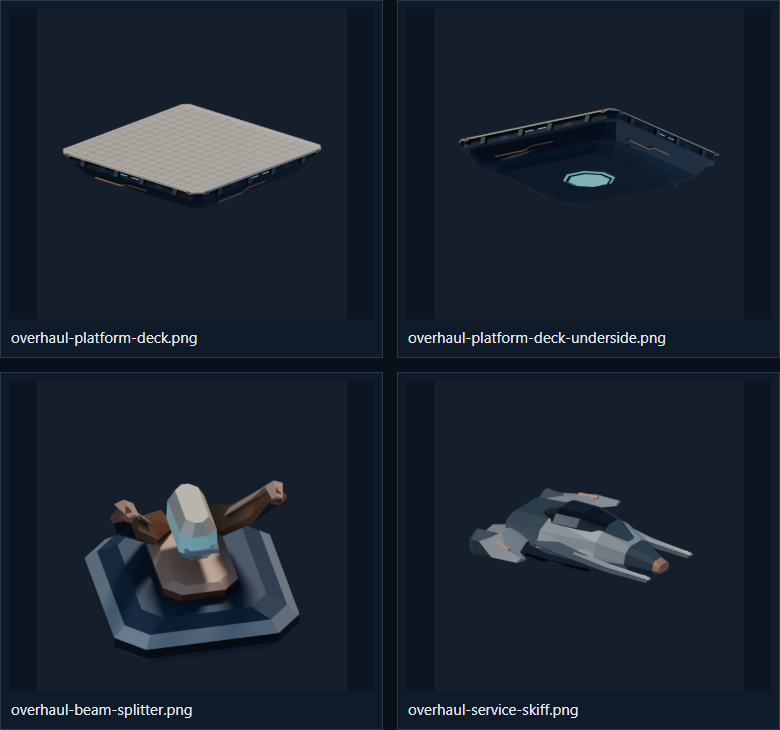 overhaul-platform-deck.png
overhaul-platform-deck-underside.png
overhaul-beam-splitter.png
overhaul-service-skiff.png